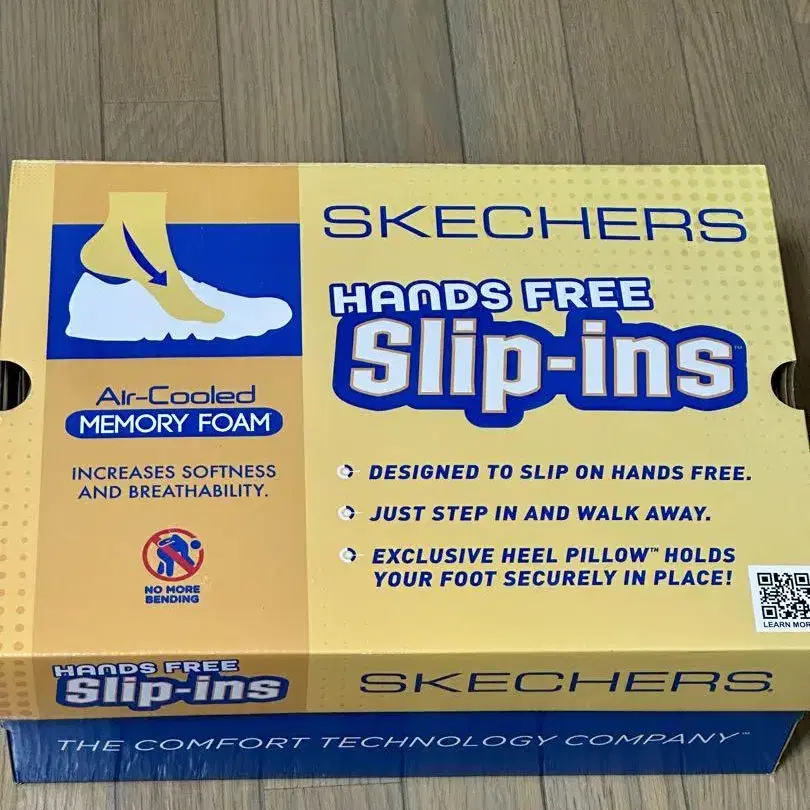 SKECHERS
HANDS FREE
Slip-ins™
Air-Cooled
MEMORY FOAM
INCREASES SOFTNESS
AND BREATHABILITY.
NO MORE
BENDING
DESIGNED TO SLIP ON HANDS FREE.
JUST STEP IN AND WALK AWAY.
EXCLUSIVE HEEL PILLOW™ HOLDS
YOUR FOOT SECURELY IN PLACE!
LEARN MOR
HANDS FREE
Slip-ins
SKECHERS
THE COMFORT TECHNOLOGY COMPANY™